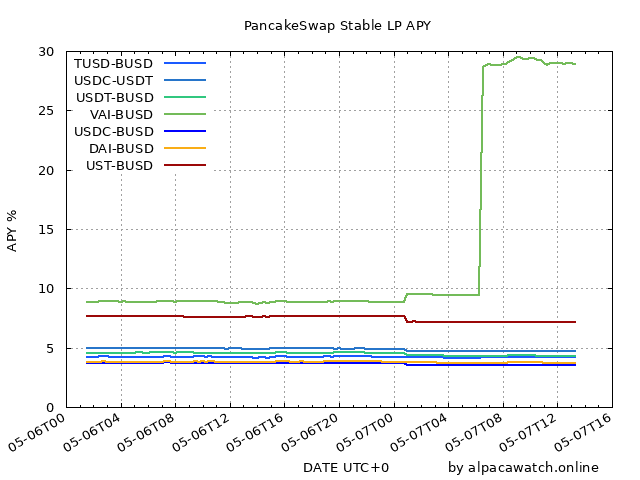 PancakeSwap Stable LP APY
30
25
20
15
10
5
0
APY %
TUSD-BUSD
USDC-USDT
USDT-BUSD
VAI-BUSD
USDC-BUSD
DAI-BUSD
UST-BUSD
05-06T00
05-06T04
05-06T08
05-06T12
05-06T16
05-06T20
05-07T00
05-07T04
05-07T08
05-07T12
05-07T16
DATE UTC+0
by alpacawatch.online